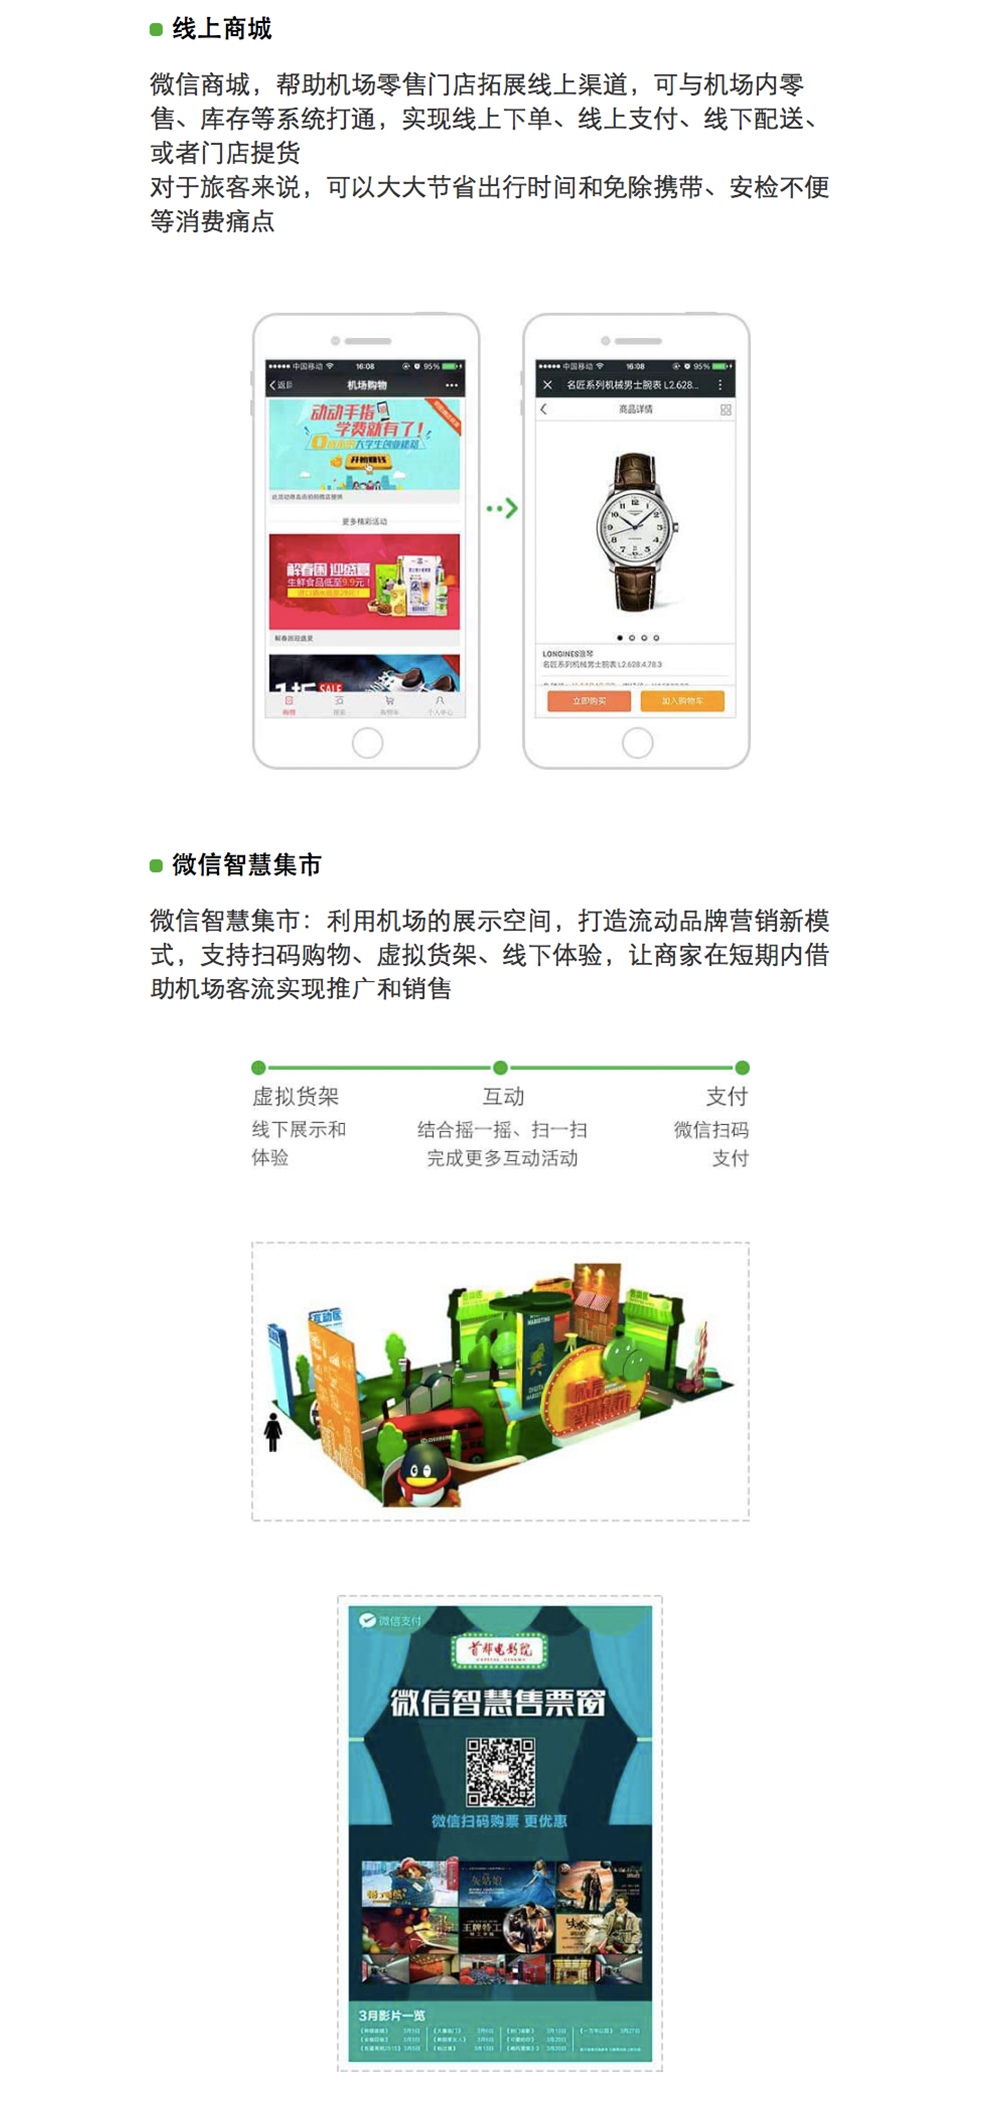 线上商城
微信商城，帮助机场零售门店拓展线上渠道，可与机场内零
售、库存等系统打通，实现线上下单、线上支付、线下配送、
或者门店提货
对于旅客来说，可以大大节省出行时间和免除携带、安检不便
等消费痛点
中国移动 16:08 95%
返回 机场购物
动动手指
学费就有了！
开始赚钱
更多精彩活动
解春困 迎盛宴
生鲜食品低至9.9元！
解春困迎盛宴
1折 SALE
购物 搜索 购物车 个人中心
中国移动 16:08 95%
名匠系列机械男士腕表 L2.628...
商品详情
LONGINES浪琴
名匠系列机械男士腕表 L2.628.4.78.3
立即购买 加入购物车
微信智慧集市
微信智慧集市：利用机场的展示空间，打造流动品牌营销新模
式，支持扫码购物、虚拟货架、线下体验，让商家在短期内借
助机场客流实现推广和销售
虚拟货架 互动 支付
线下展示和 结合摇一摇、扫一扫 微信扫码
体验 完成更多互动活动 支付
互动区
微信支付
首都电影院
CAPITAL CINEMA
微信智慧售票窗
微信扫码购票 更优惠
灰姑娘
王牌特工
3月影片一览